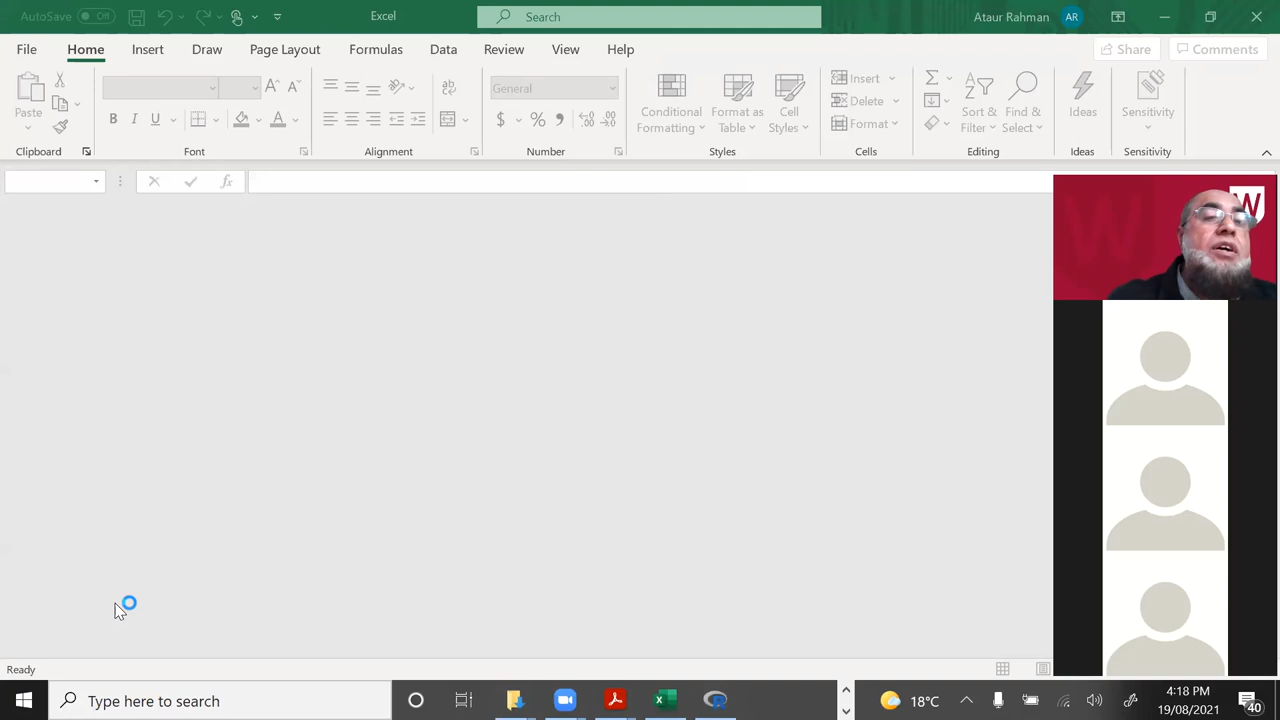 AutoSave Off Excel Search Ataur Rahman AR
File Home Insert Draw Page Layout Formulas Data Review View Help Share Comments
Paste
B I U
A^ A˅
ab
General
$ % 9
Conditional Formatting
Format as Table
Cell Styles
Insert
Delete
Format
Sort & Filter
Find & Select
Ideas
Sensitivity
Clipboard Font Alignment Number Styles Cells Editing Ideas Sensitivity
fx
W
Ready
Type here to search
18°C
4:18 PM
19/08/2021
40